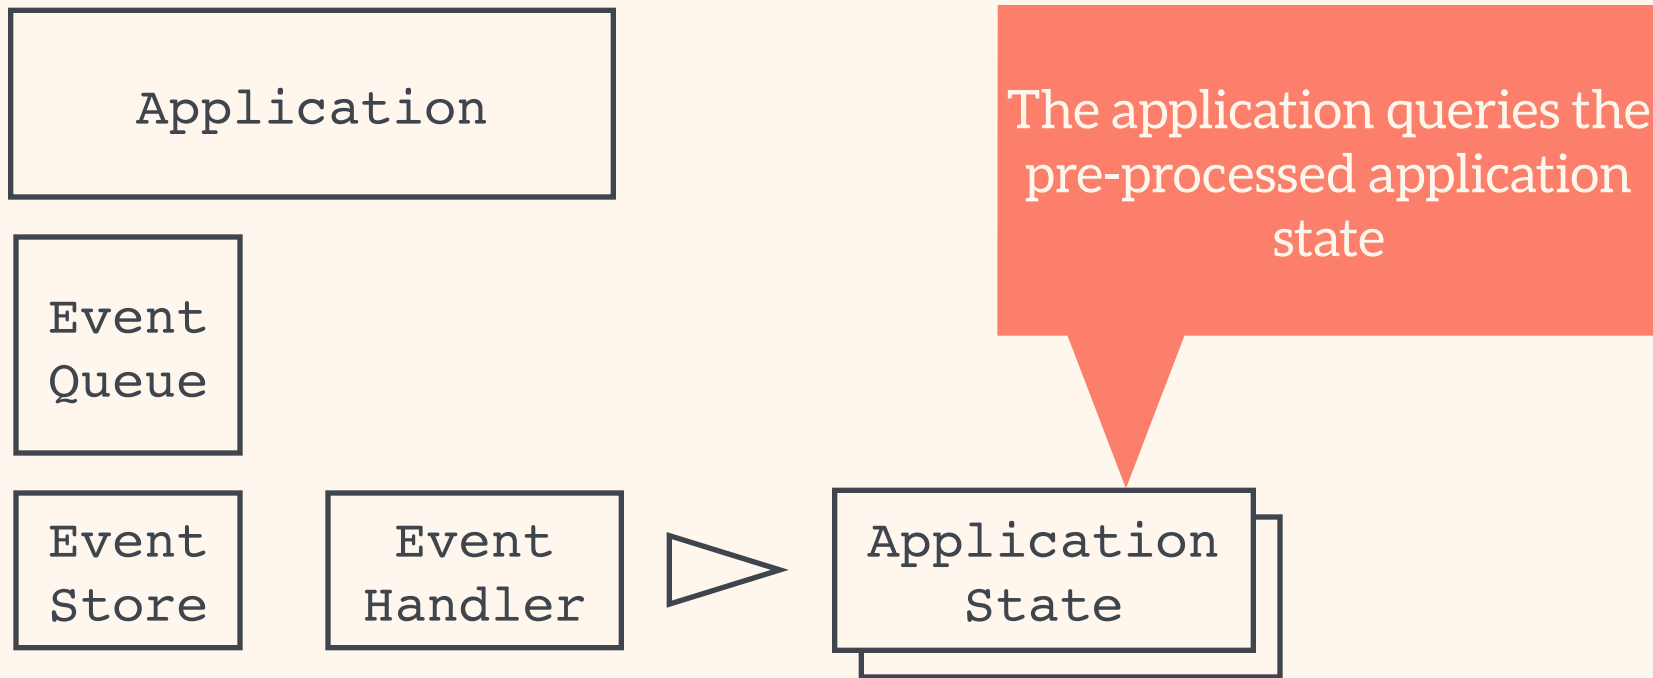 Application
The application queries the
pre-processed application
state
Event
Queue
Event
Store
Event
Handler
Application
State